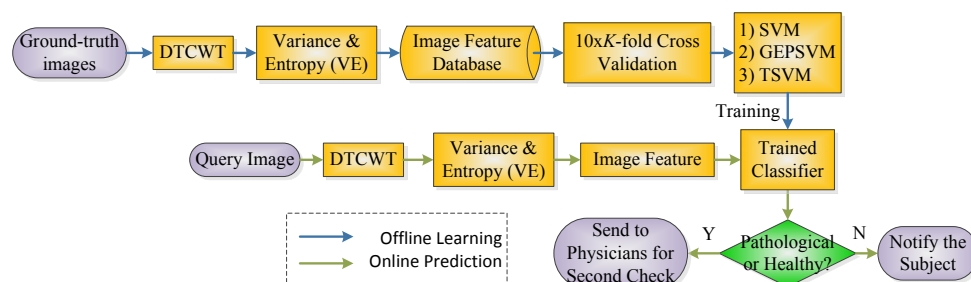 Ground-truth
images
DTCWT
Variance &
Entropy (VE)
Image Feature
Database
10xK-fold Cross
Validation
1) SVM
2) GEPSVM
3) TSVM
Training
Query Image
DTCWT
Variance &
Entropy (VE)
Image Feature
Trained
Classifier
Offline Learning
Online Prediction
Send to
Physicians for
Second Check
Y
Pathological
or Healthy?
N
Notify the
Subject